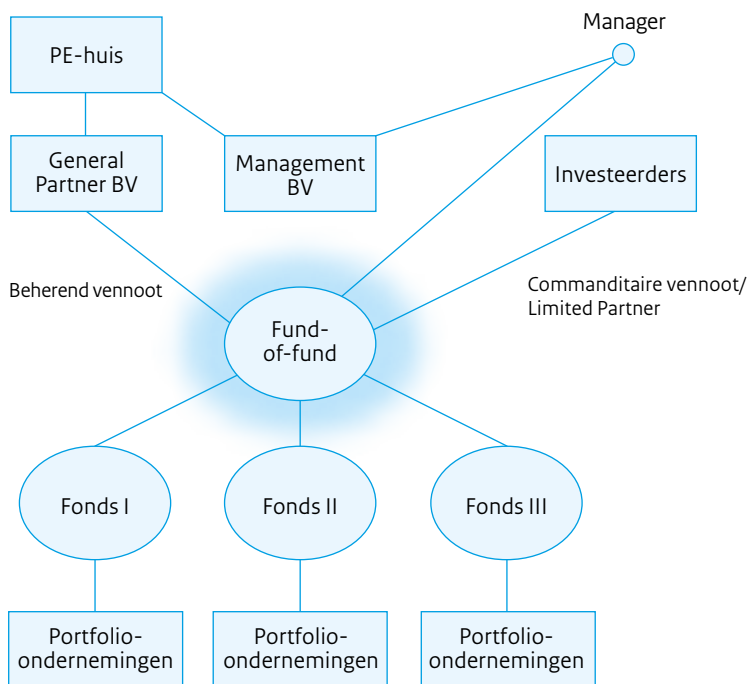 Manager
PE-huis
General
Partner BV
Management
BV
Investeerders
Beherend vennoot
Commanditaire vennoot/
Limited Partner
Fund-
of-fund
Fonds I
Fonds II
Fonds III
Portfolio-
ondernemingen
Portfolio-
ondernemingen
Portfolio-
ondernemingen